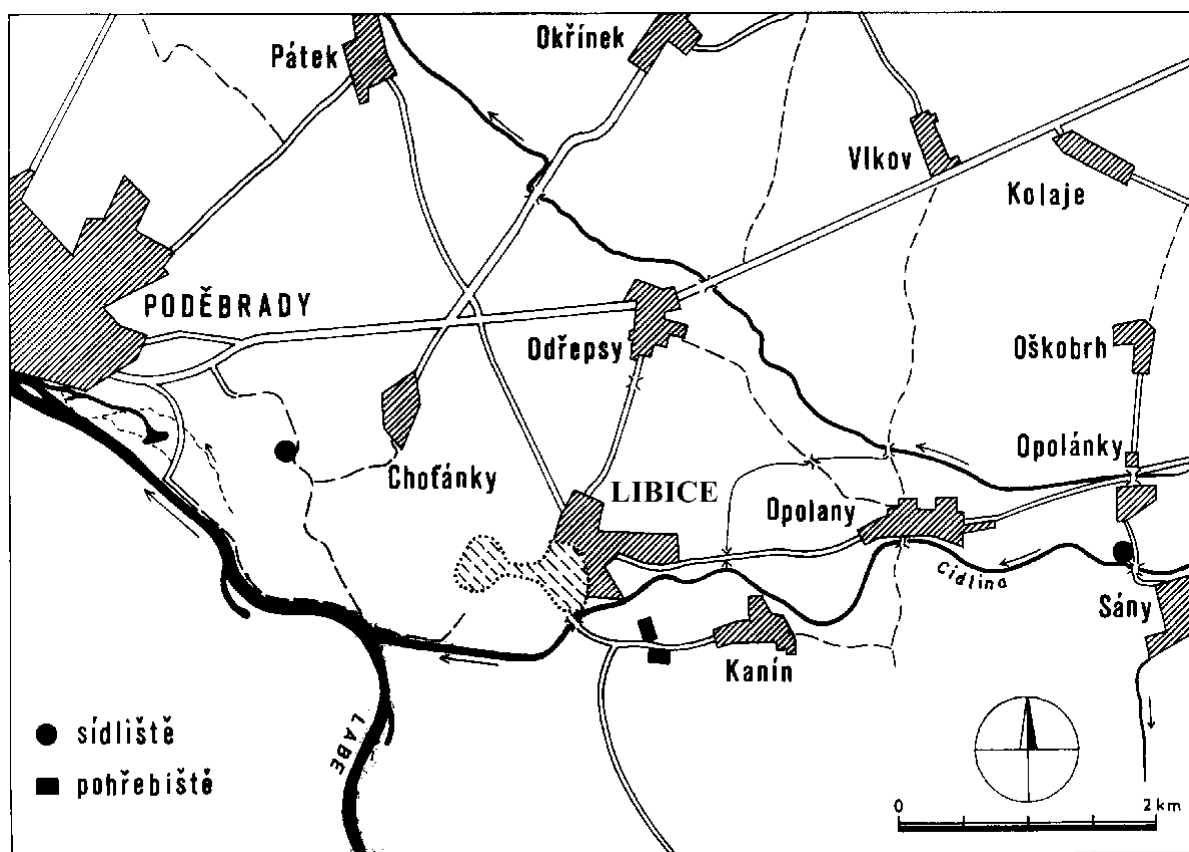 Pátek
Okřínek
Vlkov
Kolaje
PODĚBRADY
Odřepsy
Oškobrh
Choťánky
LIBICE
Opolánky
Opolany
Cidlina
Sány
Kanín
LABE
sídliště
pohřebiště
0 2 km